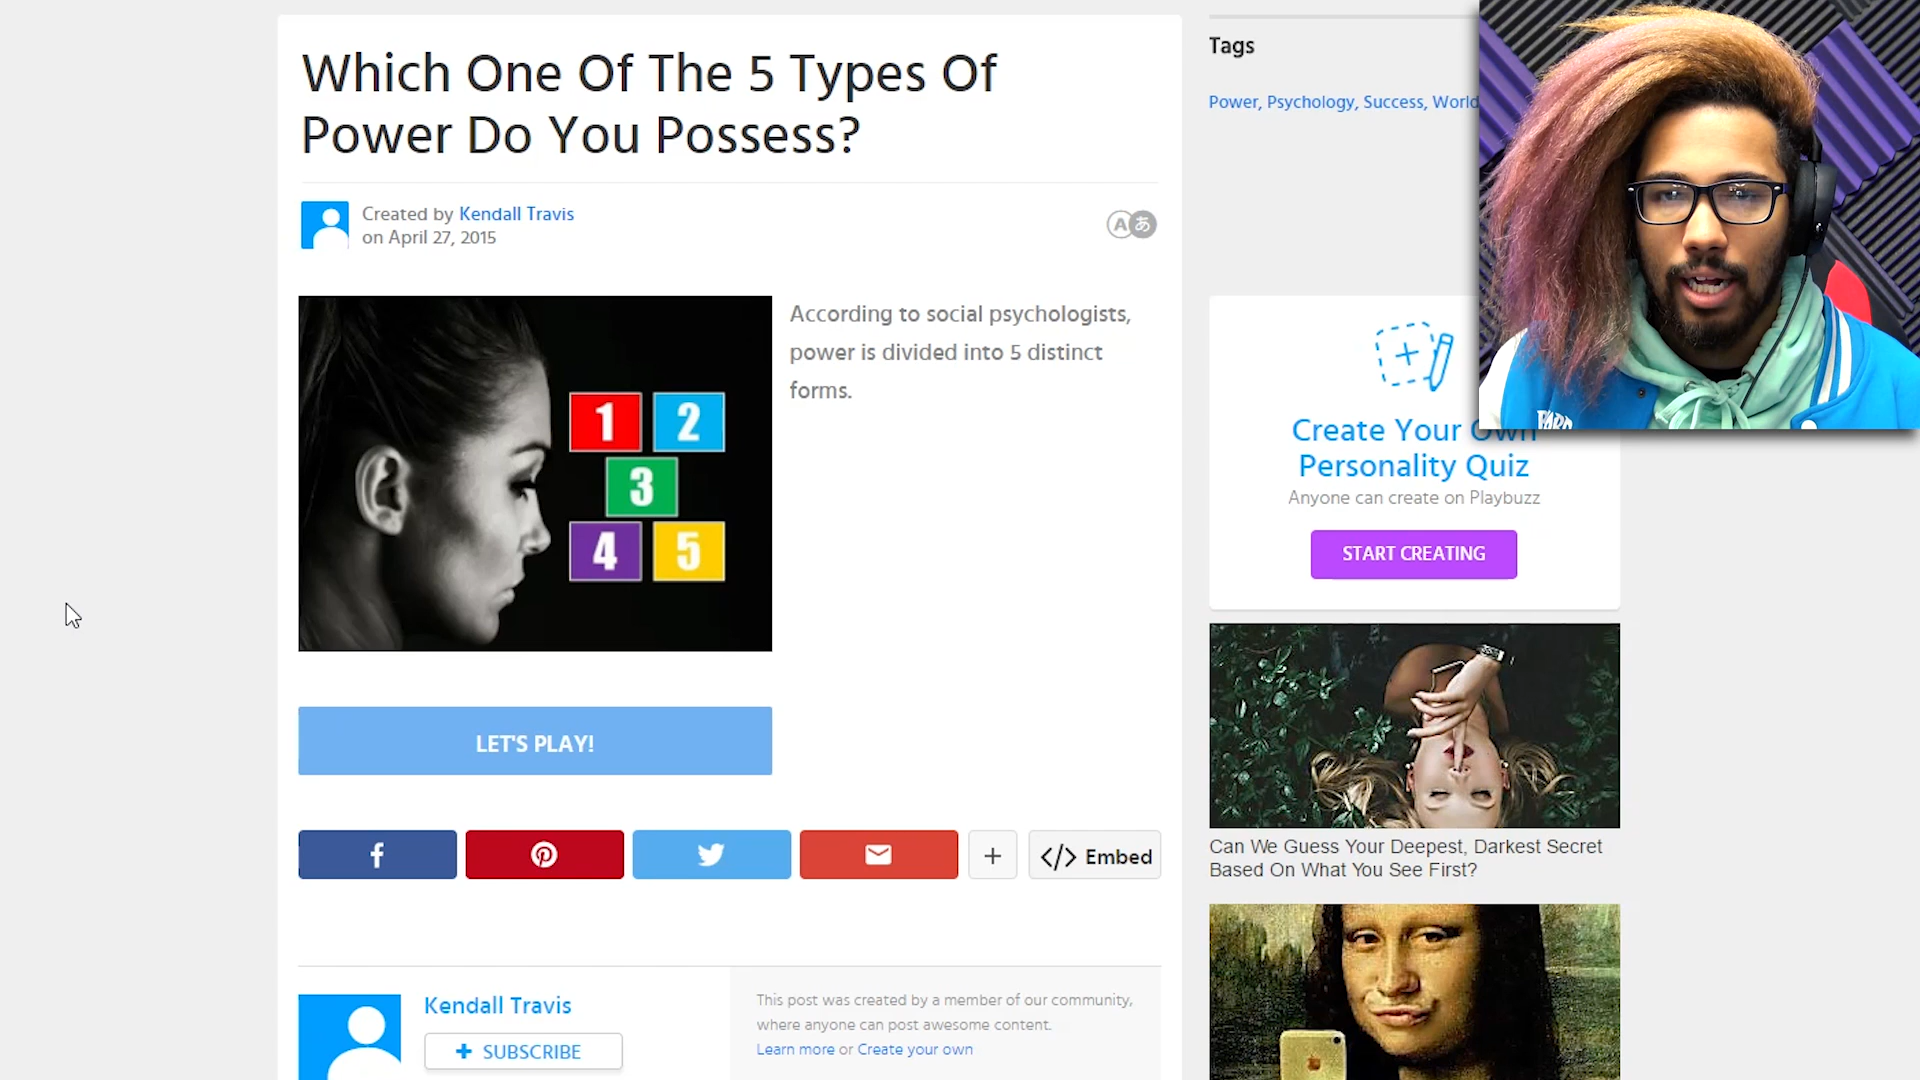 Which One Of The 5 Types Of
Power Do You Possess?
Created by Kendall Travis
on April 27, 2015
A あ
According to social psychologists,
power is divided into 5 distinct
forms.
1 2
3
4 5
LET'S PLAY!
+
</> Embed
Kendall Travis
+ SUBSCRIBE
This post was created by a member of our community,
where anyone can post awesome content.
Learn more or Create your own
Tags
Power, Psychology, Success, World
Create Your Own
Personality Quiz
Anyone can create on Playbuzz
START CREATING
Can We Guess Your Deepest, Darkest Secret
Based On What You See First?